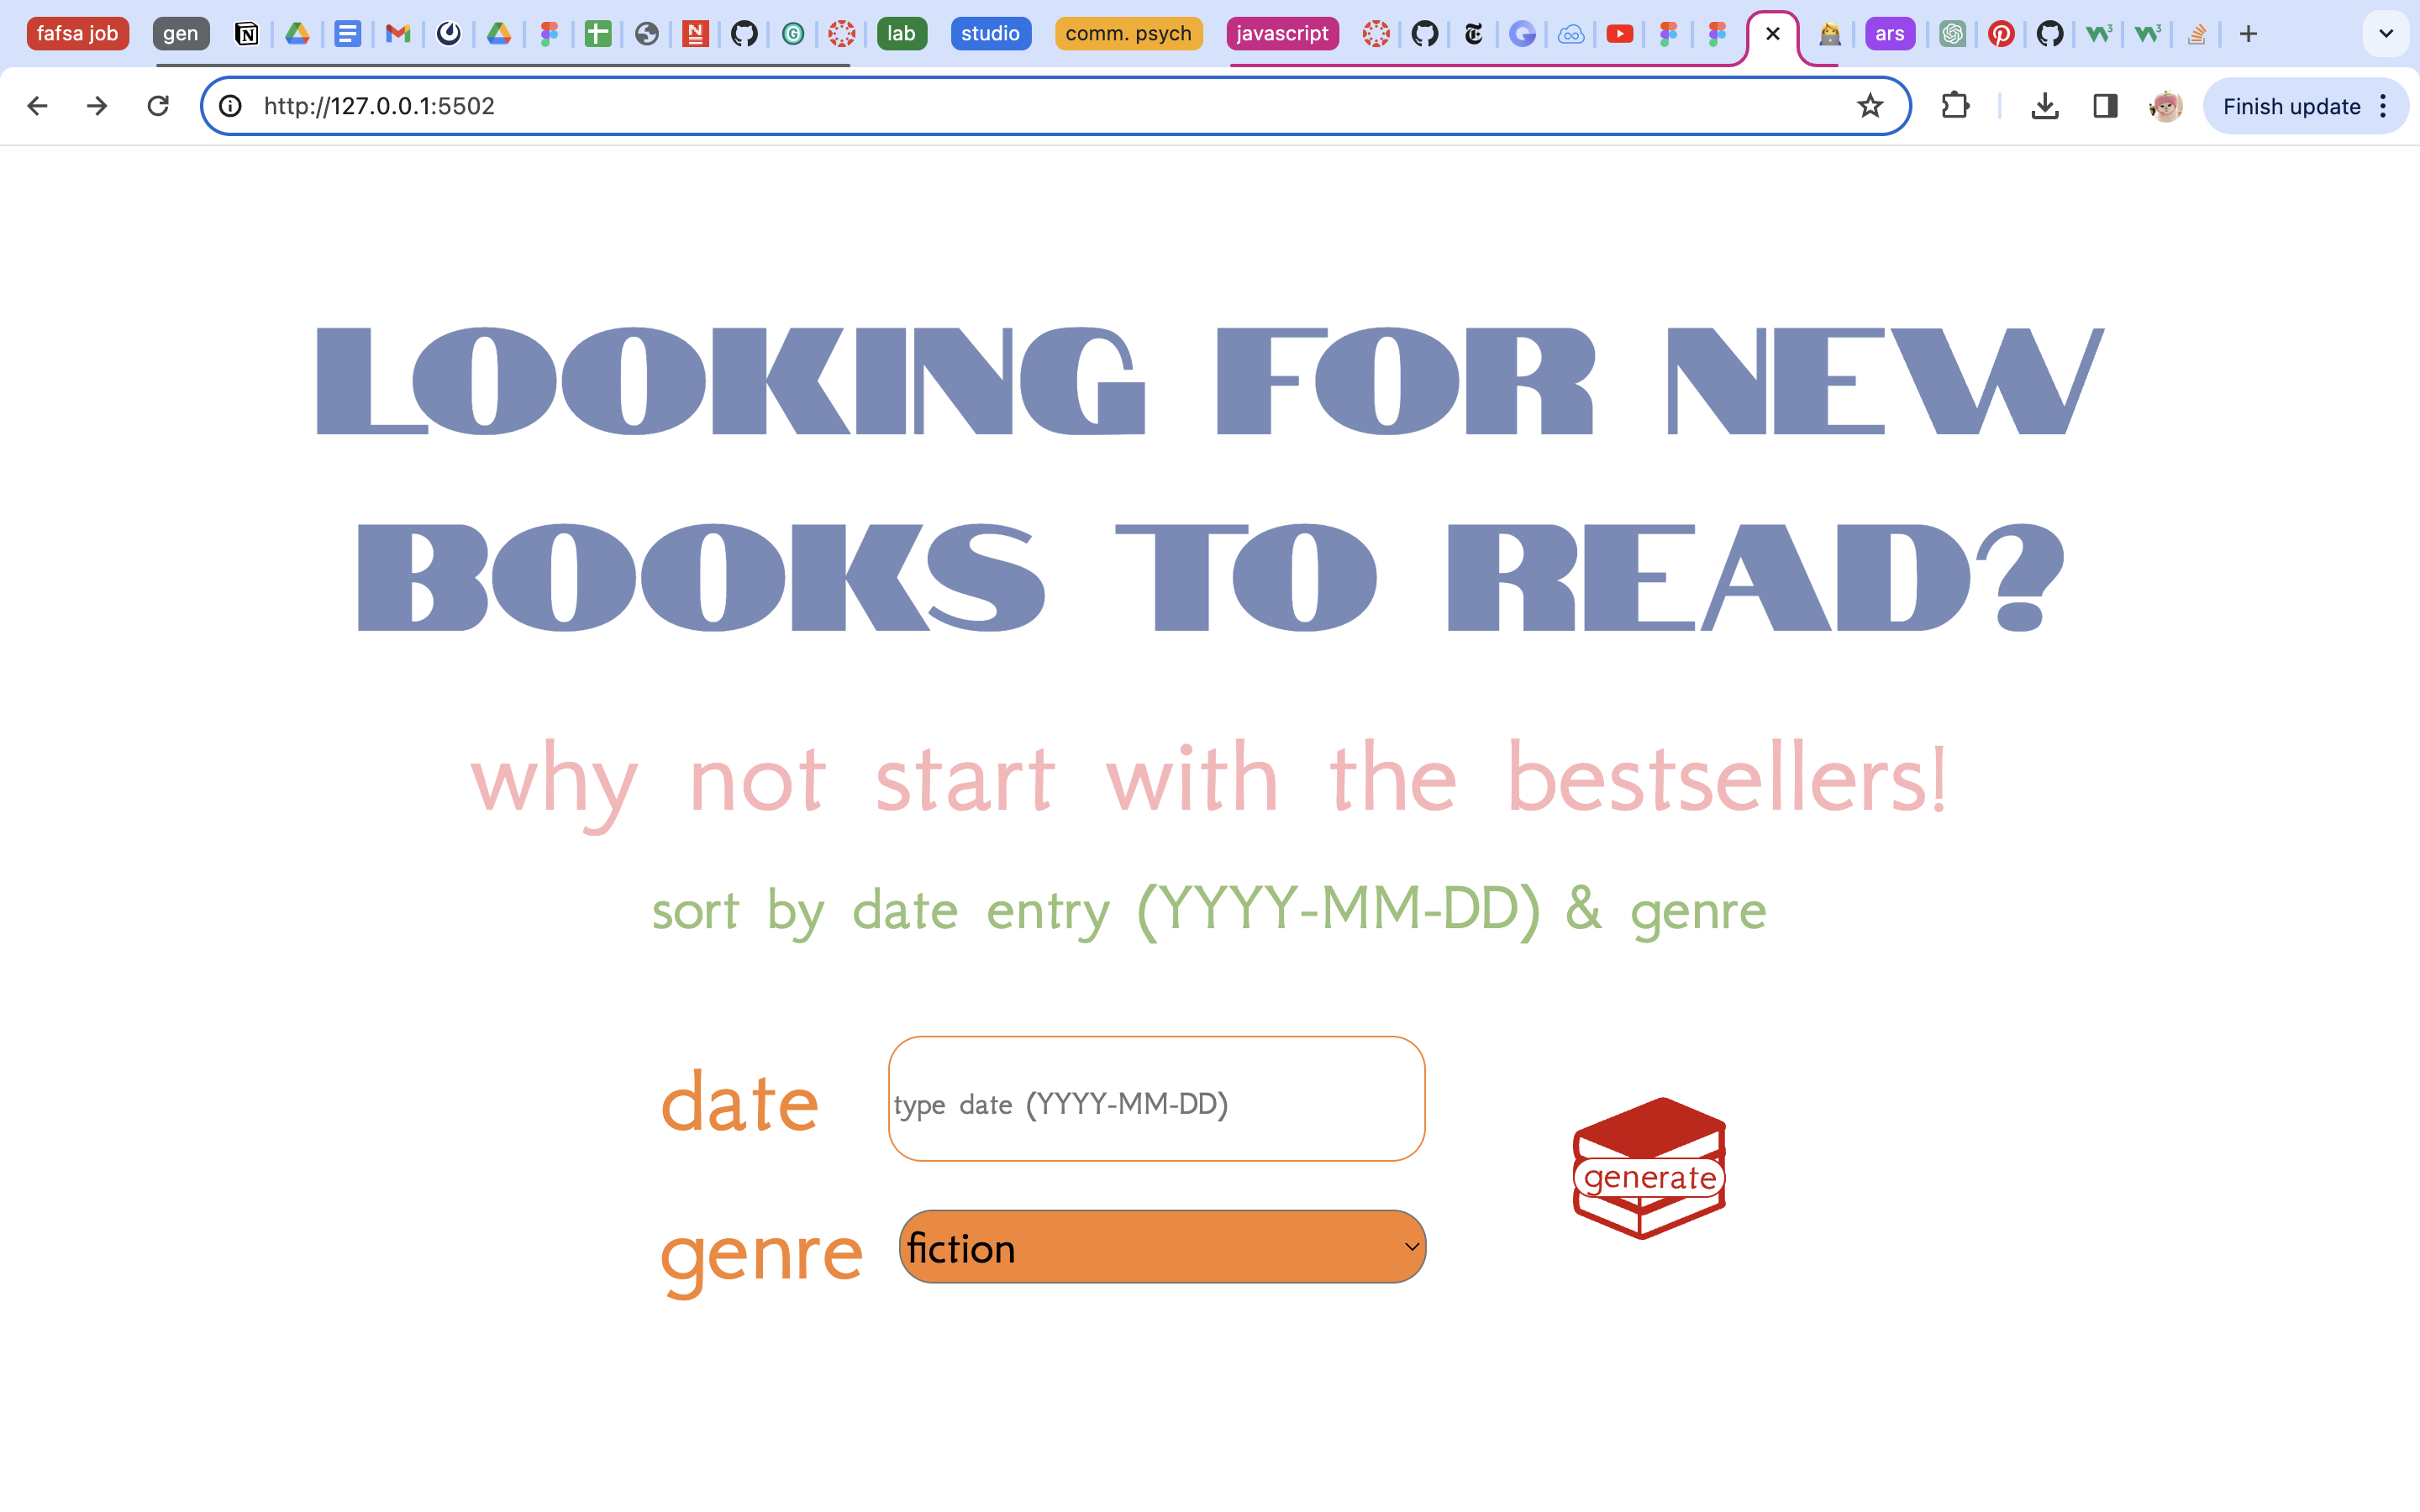 fafsa job gen lab studio comm. psych javascript ars
http://127.0.0.1:5502 Finish update
LOOKING FOR NEW
BOOKS TO READ?
why not start with the bestsellers!
sort by date entry (YYYY-MM-DD) & genre
date type date (YYYY-MM-DD)
generate
genre fiction